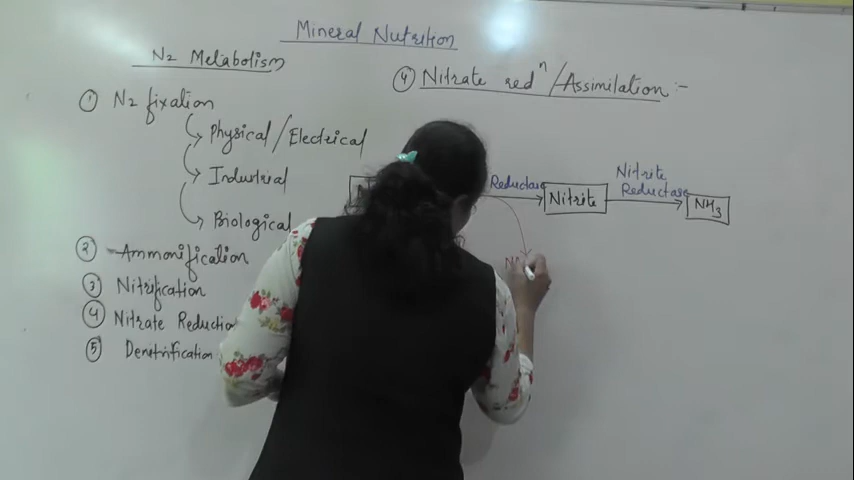 Mineral Nutrition
N2 Metabolism
① N2 fixation
Physical/Electrical
Industrial
Biological
② Ammonification
③ Nitrification
④ Nitrate Reductio
⑤ Denitrification
④ Nitrate redⁿ/Assimilation :-
Reductase
Nitrite
Nitrite
Reductase
NH3